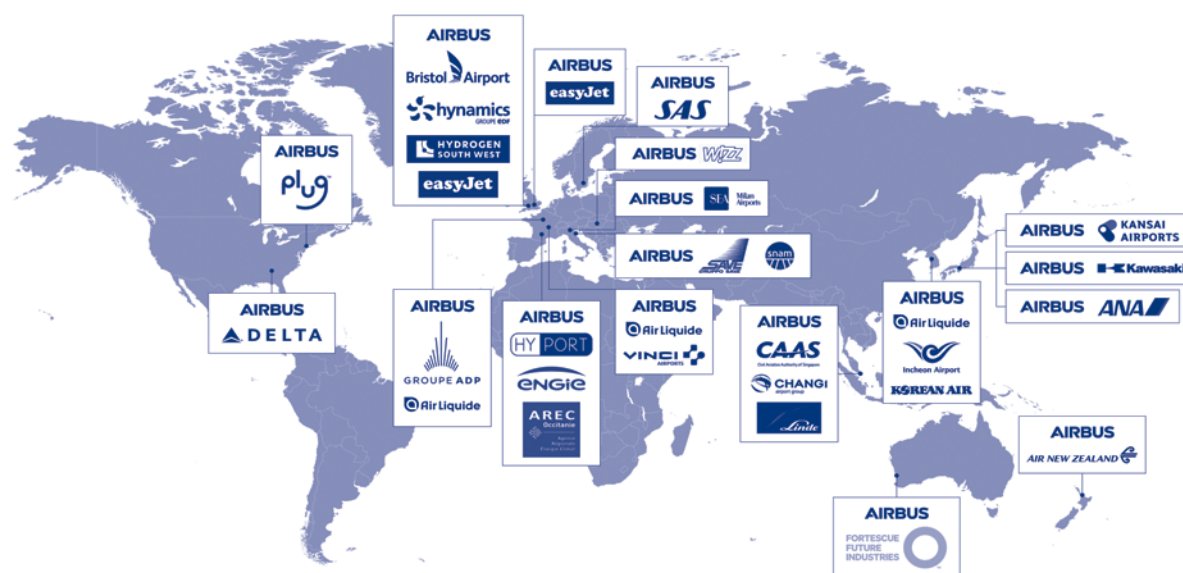 AIRBUS
Bristol Airport
hynamics
GROUPE EDF
HYDROGEN
SOUTH WEST
easyJet
AIRBUS
easyJet
AIRBUS
SAS
AIRBUS
plug
AIRBUS WIZZ
AIRBUS SEA Milan
Airports
AIRBUS SAVE snam
AIRBUS KANSAI
AIRPORTS
AIRBUS Kawasaki
AIRBUS ANA
AIRBUS
DELTA
AIRBUS
GROUPE ADP
Air Liquide
AIRBUS
HYPORT
ENGIE
AREC
Occitanie
AIRBUS
Air Liquide
VINCI
AIRPORTS
AIRBUS
CAAS
Civil Aviation Authority of Singapore
CHANGI
airport group
Linde
AIRBUS
Air Liquide
Incheon Airport
KOREAN AIR
AIRBUS
AIR NEW ZEALAND
AIRBUS
FORTESCUE
FUTURE
INDUSTRIES